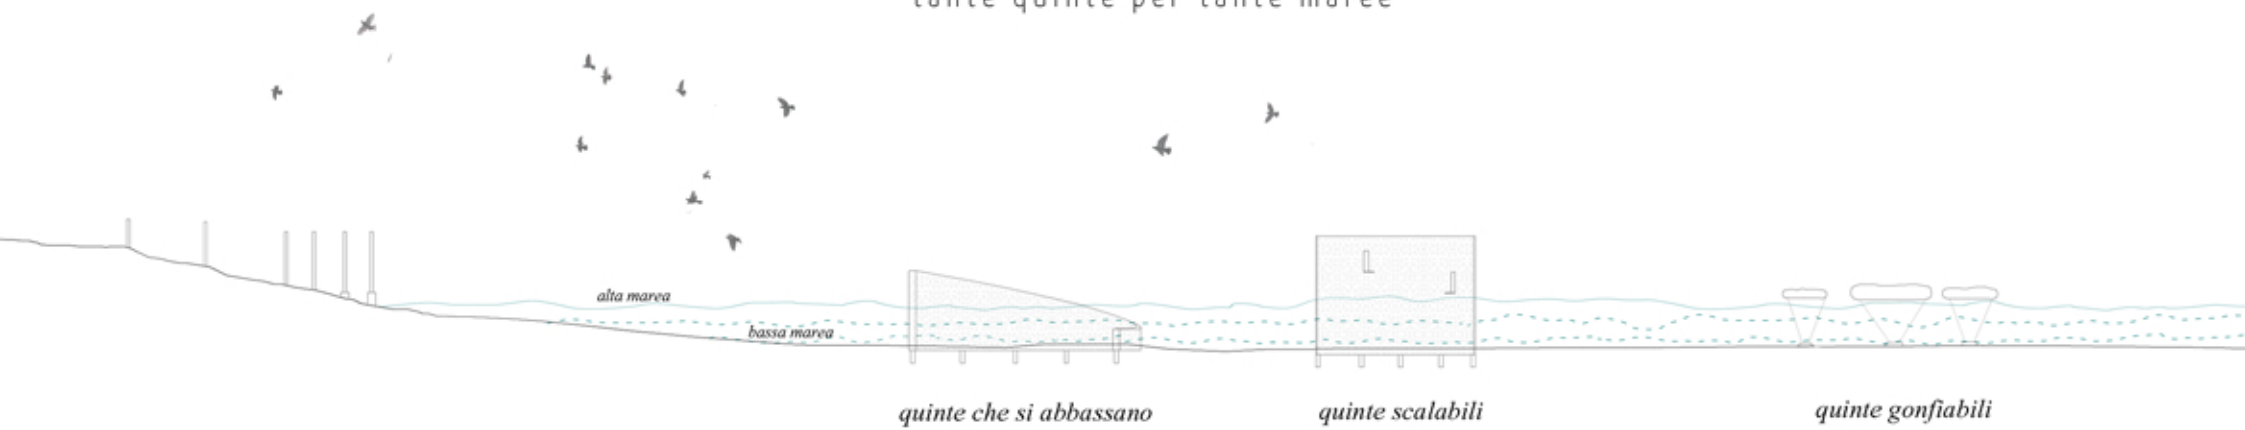 tante quinte per tante maree
alta marea
bassa marea
quinte che si abbassano
quinte scalabili
quinte gonfiabili